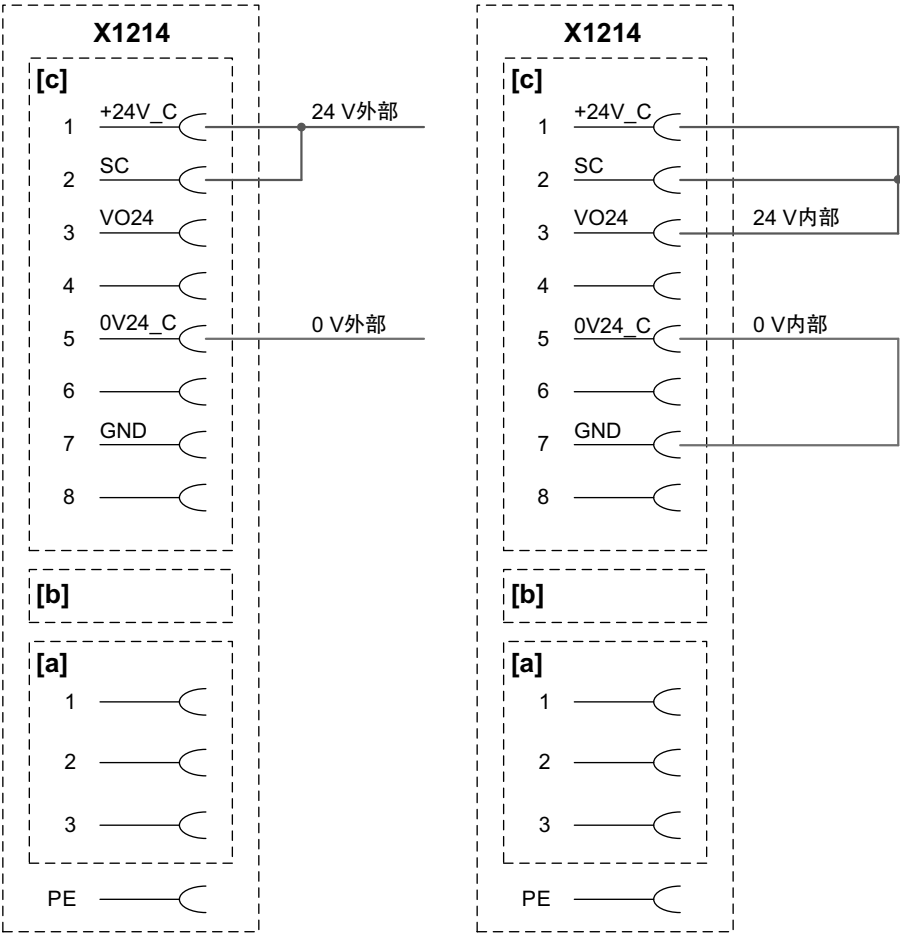 X1214
[c]
1 +24V_C 24 V外部
2 SC
3 VO24
4
5 0V24_C 0 V外部
6
7 GND
8
[b]
[a]
1
2
3
PE
X1214
[c]
1 +24V_C
2 SC
3 VO24 24 V内部
4
5 0V24_C 0 V内部
6
7 GND
8
[b]
[a]
1
2
3
PE